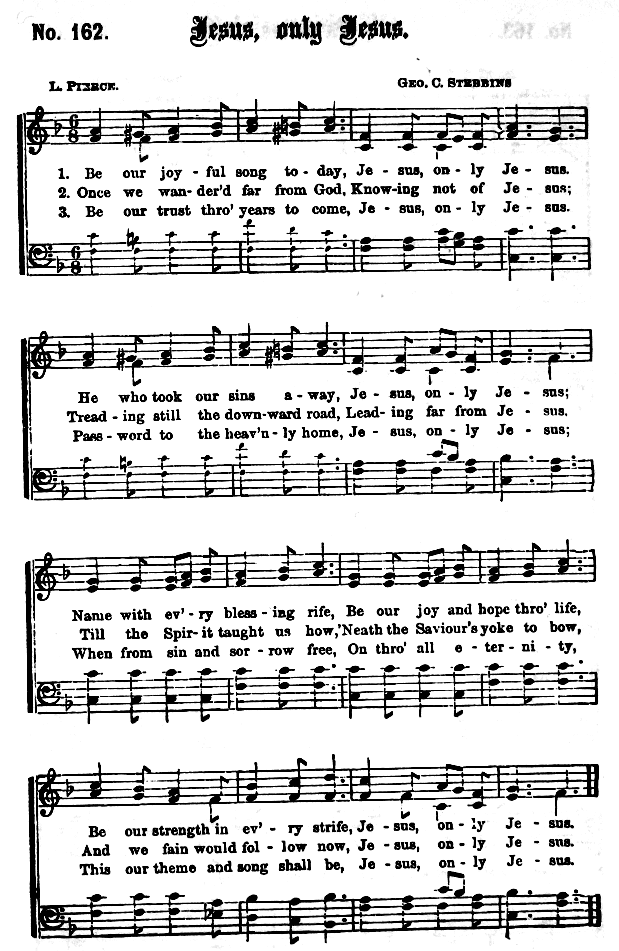 No. 162. Jesus, only Jesus.
L. Pierce. Geo. C. Stebbins
1. Be our joy - ful song to - day, Je - sus, on - ly Je - sus.
2. Once we wan- der'd far from God, Know-ing not of Je - sus;
3. Be our trust thro' years to come, Je - sus, on - ly Je - sus.
He who took our sins a - way, Je - sus, on - ly Je - sus;
Tread - ing still the down-ward road, Lead- ing far from Je - sus.
Pass - word to the heav'n - ly home, Je - sus, on - ly Je - sus;
Name with ev' - ry bless - ing rife, Be our joy and hope thro' life,
Till the Spir - it taught us how, 'Neath the Saviour's yoke to bow,
When from sin and sor - row free, On thro' all e - ter - ni - ty,
Be our strength in ev' - ry strife, Je - sus, on - ly Je - sus.
And we fain would fol - low now, Je - sus, on - ly Je - sus.
This our theme and song shall be, Je - sus, on - ly Je - sus.